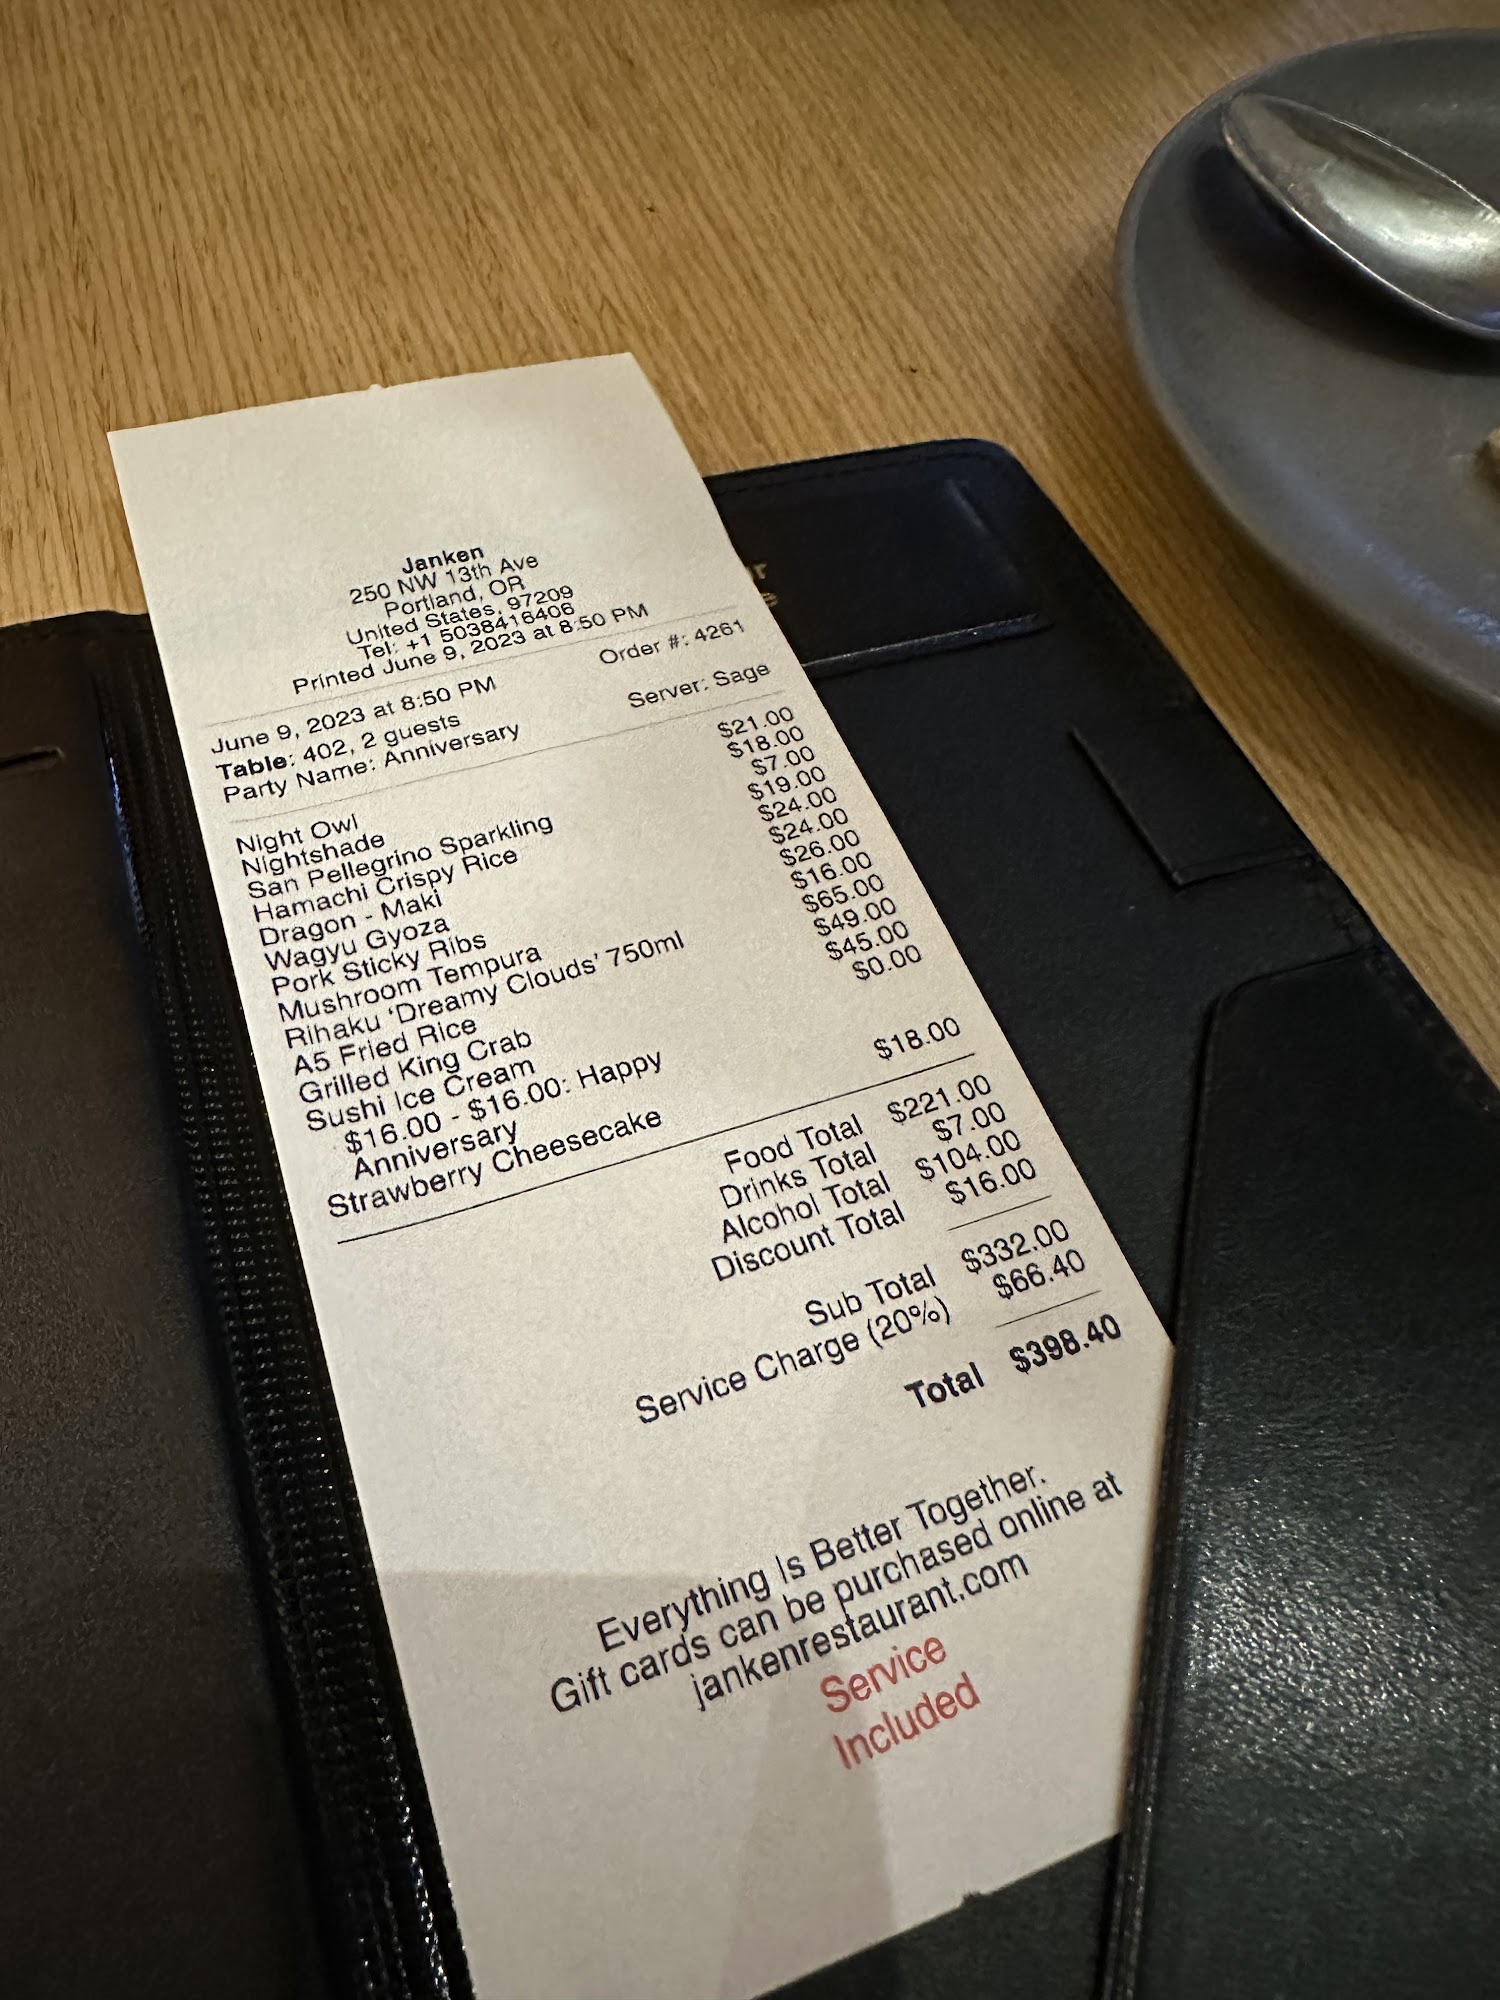 Janken
250 NW 13th Ave
Portland, OR
United States, 97209
Tel: +1 5038416406
Printed June 9, 2023 at 8:50 PM
June 9, 2023 at 8:50 PM Order #: 4261
Table: 402, 2 guests
Party Name: Anniversary Server: Sage
Night Owl $21.00
Nightshade $18.00
San Pellegrino Sparkling $7.00
Hamachi Crispy Rice $19.00
Dragon - Maki $24.00
Wagyu Gyoza $24.00
Pork Sticky Ribs $26.00
Mushroom Tempura $16.00
Rihaku 'Dreamy Clouds' 750ml $65.00
A5 Fried Rice $49.00
Grilled King Crab $45.00
Sushi Ice Cream $0.00
$16.00 - $16.00: Happy
Anniversary
Strawberry Cheesecake $18.00
Food Total $221.00
Drinks Total $7.00
Alcohol Total $104.00
Discount Total $16.00
Sub Total $332.00
Service Charge (20%) $66.40
Total $398.40
Everything Is Better Together.
Gift cards can be purchased online at
jankenrestaurant.com
Service
Included